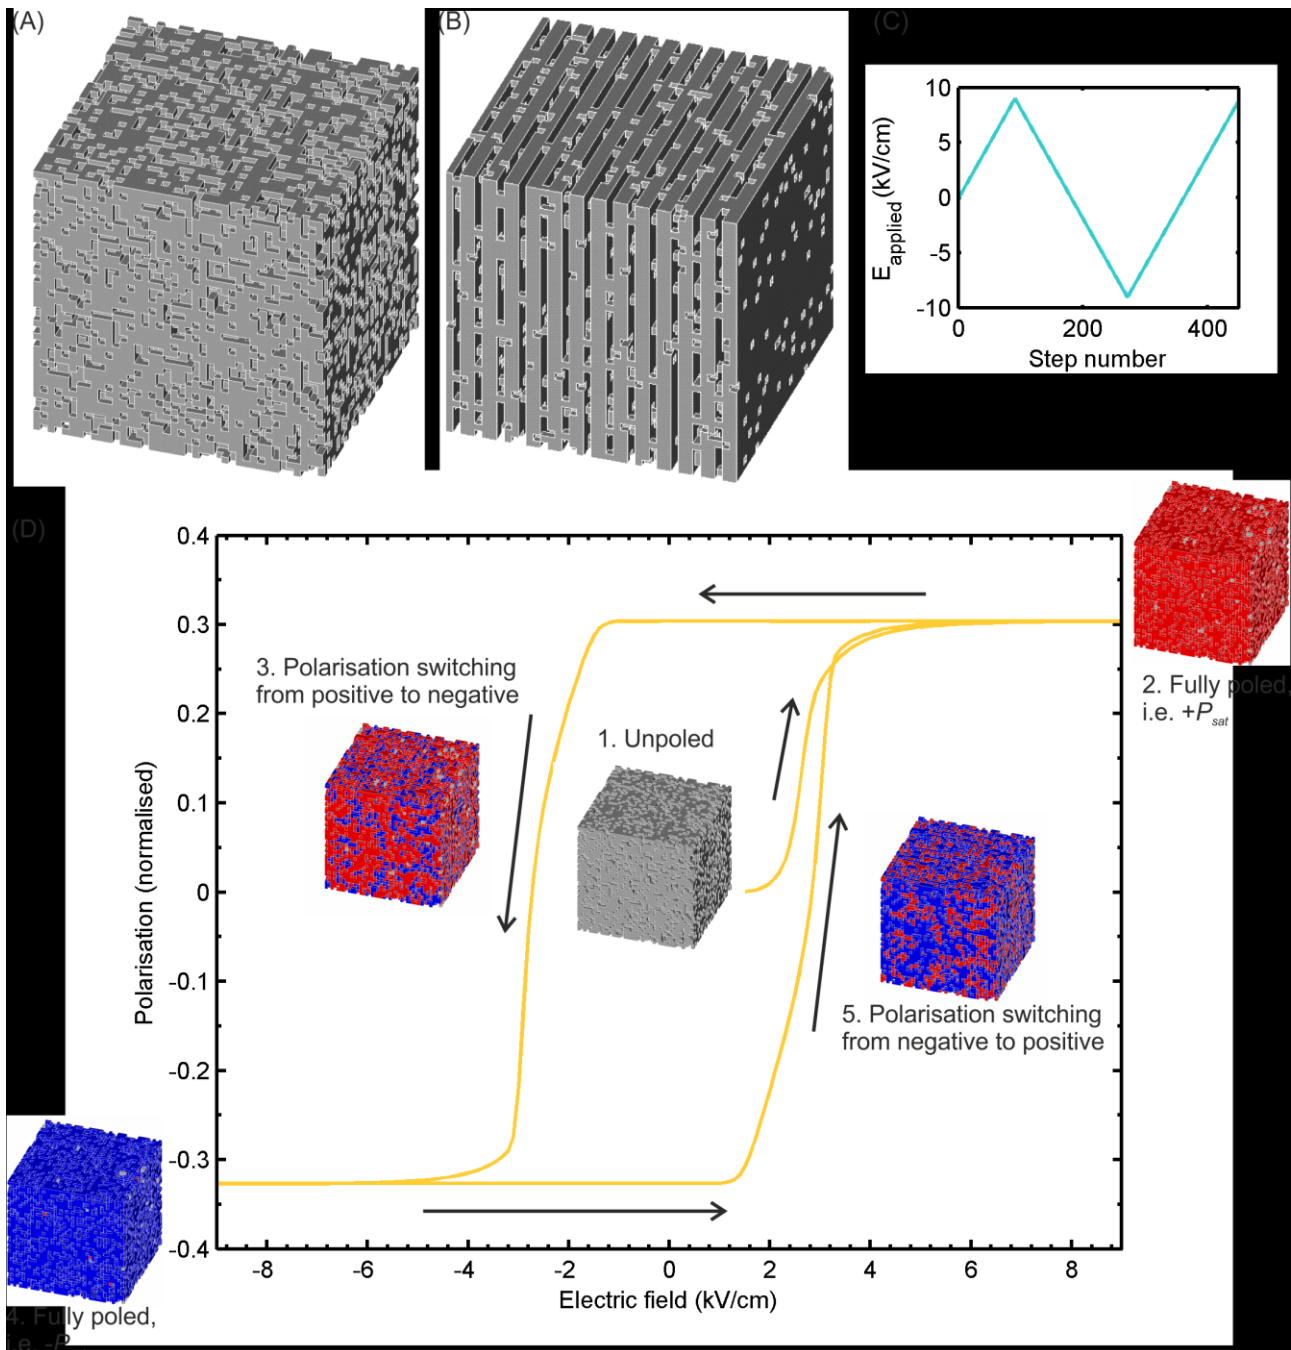 (A)
(B)
(C)
10
5
0
-5
-10
E_applied (kV/cm)
0
200
400
Step number
(D)
0.4
0.3
0.2
0.1
0
-0.1
-0.2
-0.3
-0.4
Polarisation (normalised)
-8
-6
-4
-2
0
2
4
6
8
Electric field (kV/cm)
3. Polarisation switching
from positive to negative
1. Unpoled
2. Fully poled,
i.e. +P_sat
5. Polarisation switching
from negative to positive
4. Fully poled,
i.e. -P